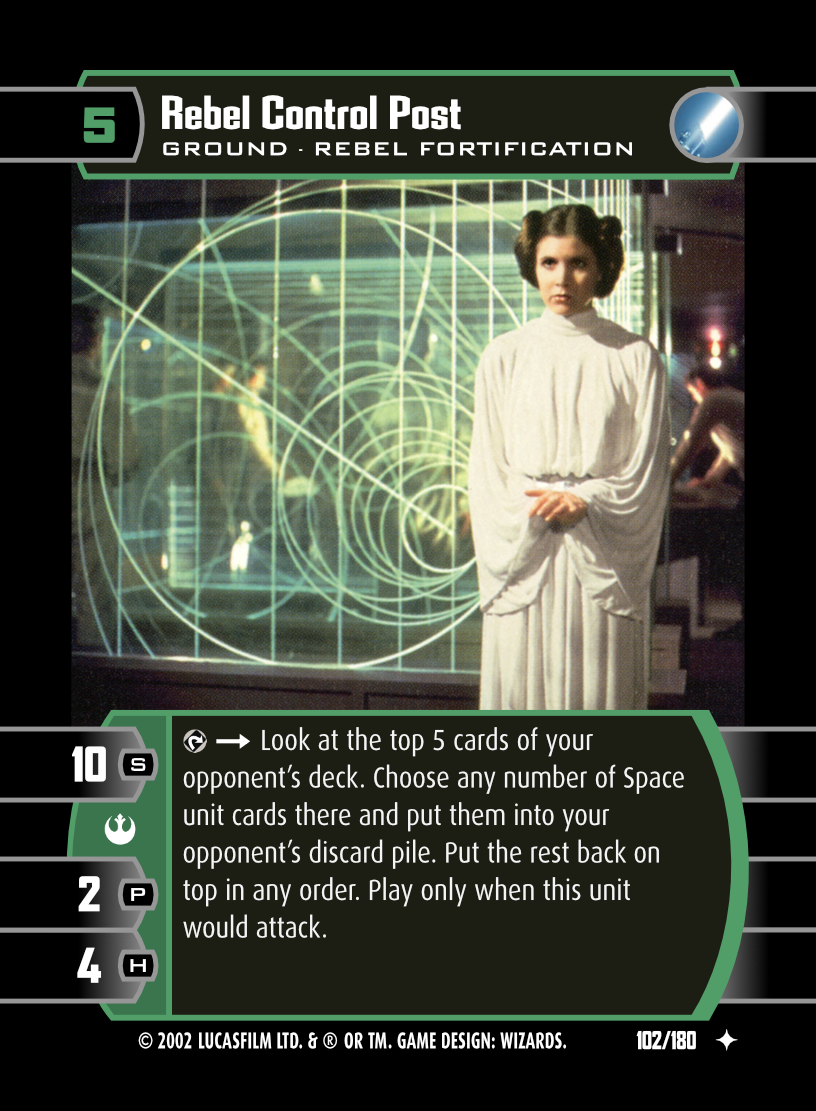 5
Rebel Control Post
GROUND · REBEL FORTIFICATION
10 S
2 P
4 H
→ Look at the top 5 cards of your
opponent's deck. Choose any number of Space
unit cards there and put them into your
opponent's discard pile. Put the rest back on
top in any order. Play only when this unit
would attack.
© 2002 LUCASFILM LTD. & ® OR TM. GAME DESIGN: WIZARDS.
102/180